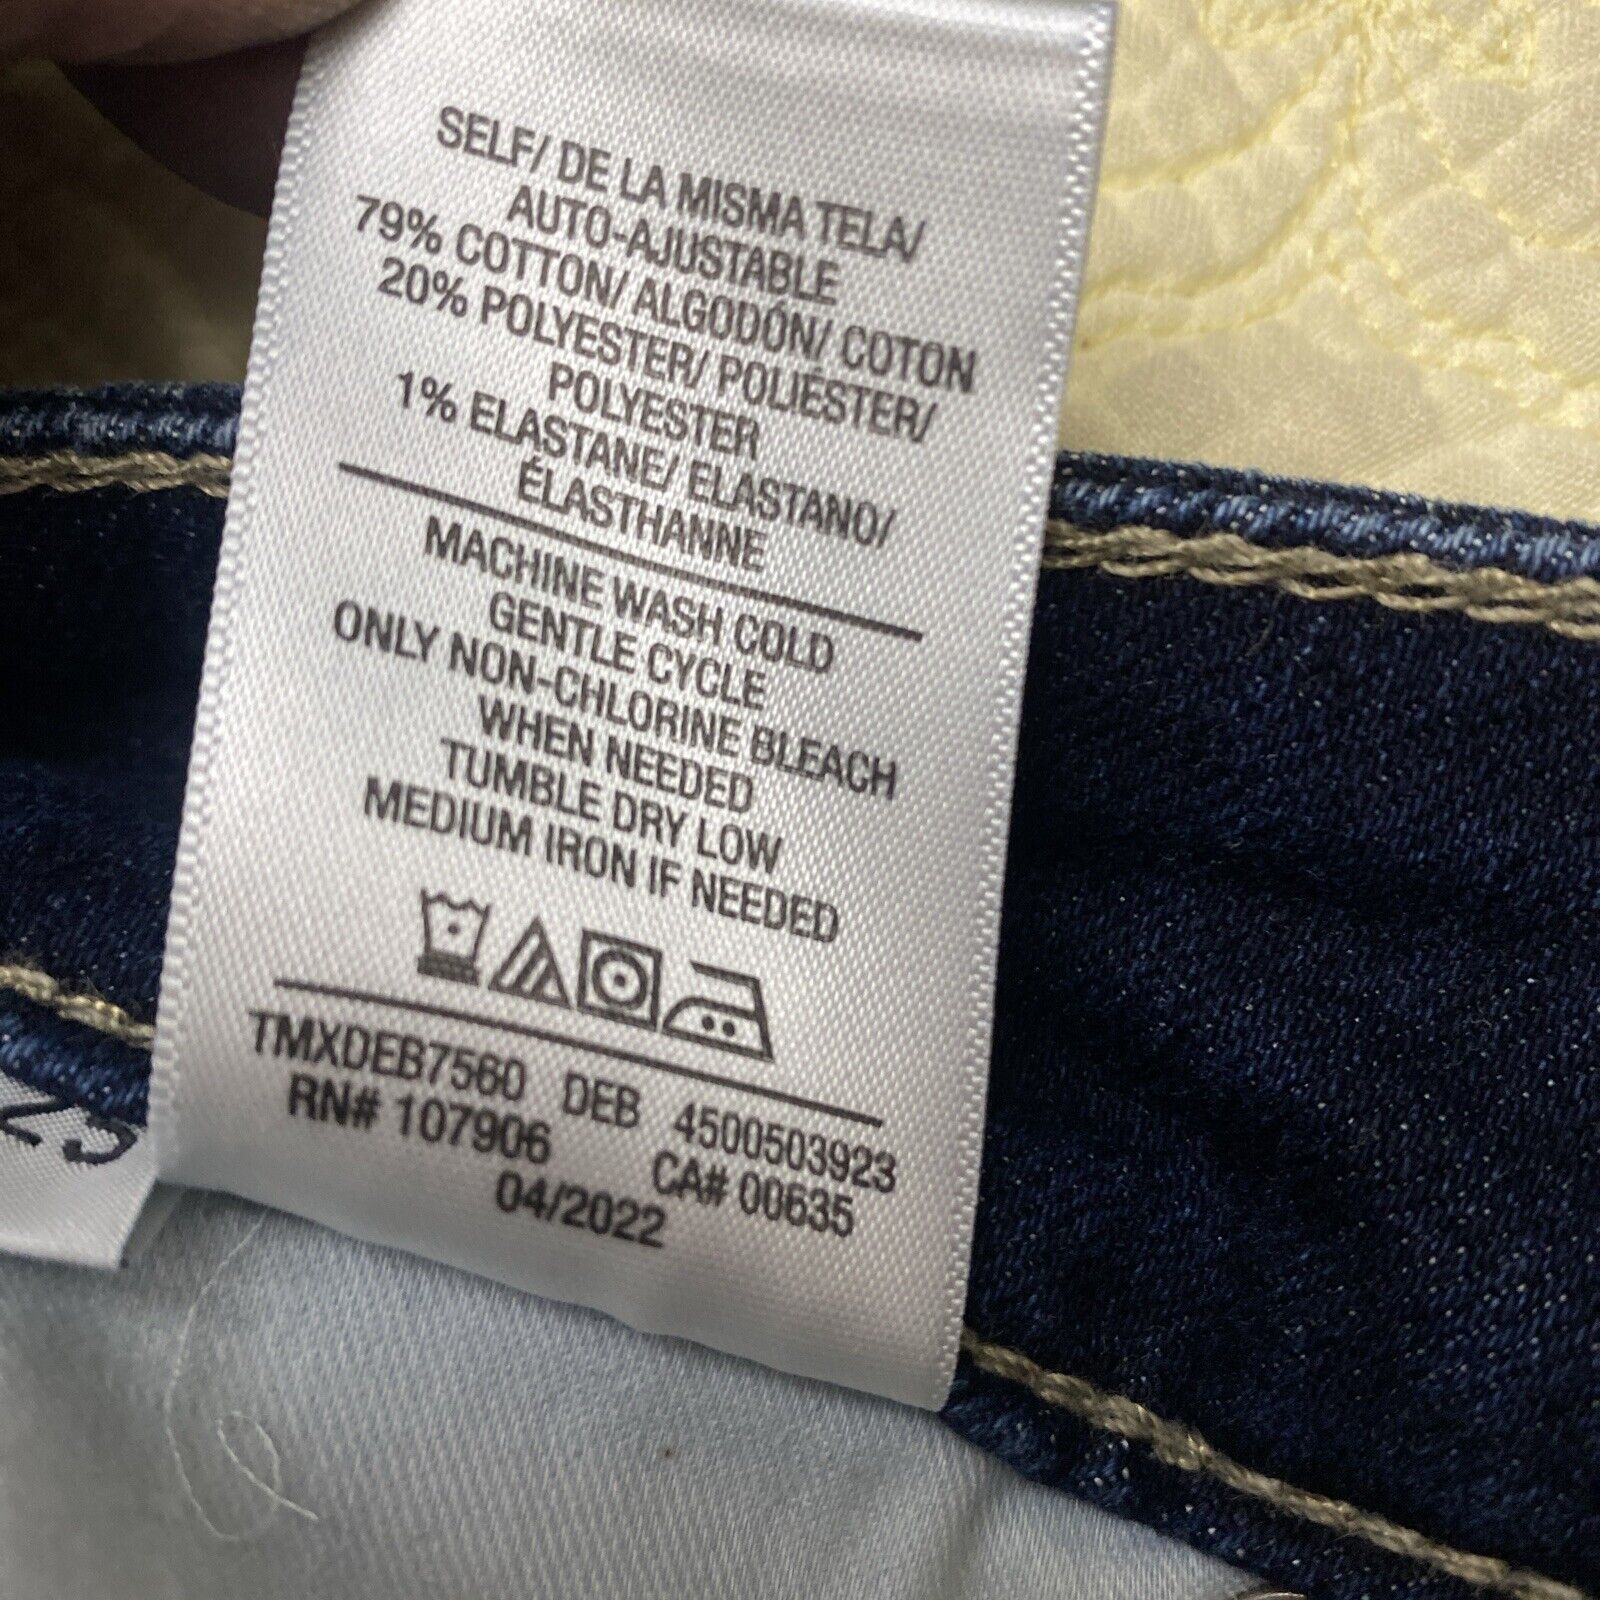 SELF/ DE LA MISMA TELA/
AUTO-AJUSTABLE
79% COTTON/ ALGODÓN/ COTON
20% POLYESTER/ POLIÉSTER/
POLYESTER
1% ELASTANE/ ELASTANO/
ÉLASTHANNE
MACHINE WASH COLD
GENTLE CYCLE
ONLY NON-CHLORINE BLEACH
WHEN NEEDED
TUMBLE DRY LOW
MEDIUM IRON IF NEEDED
TMXDEB7560 DEB 4500503923
RN# 107906 CA# 00635
04/2022